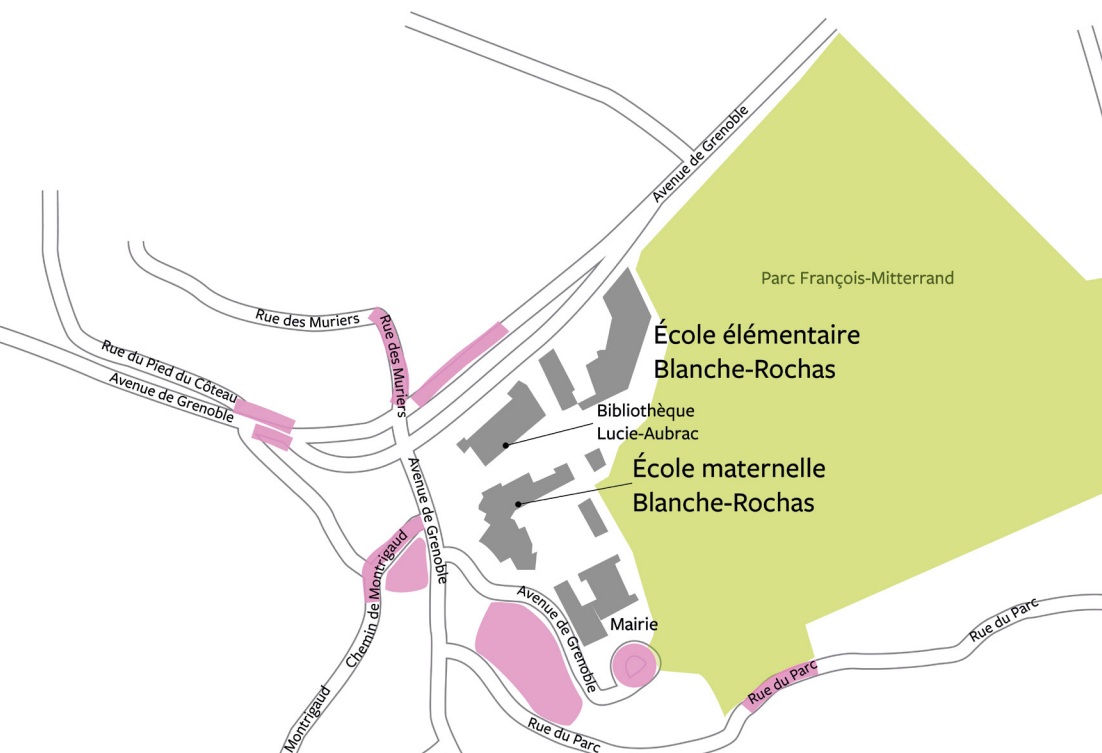 Avenue de Grenoble
Parc François-Mitterrand
Rue des Muriers
Rue des Muriers
École élémentaire
Blanche-Rochas
Rue du Pied du Côteau
Avenue de Grenoble
Bibliothèque
Lucie-Aubrac
École maternelle
Blanche-Rochas
Avenue de Grenoble
Chemin de Montrigaud
Avenue de Grenoble
Mairie
Rue du Parc
Rue du Parc
Montrigaud
Rue du Parc